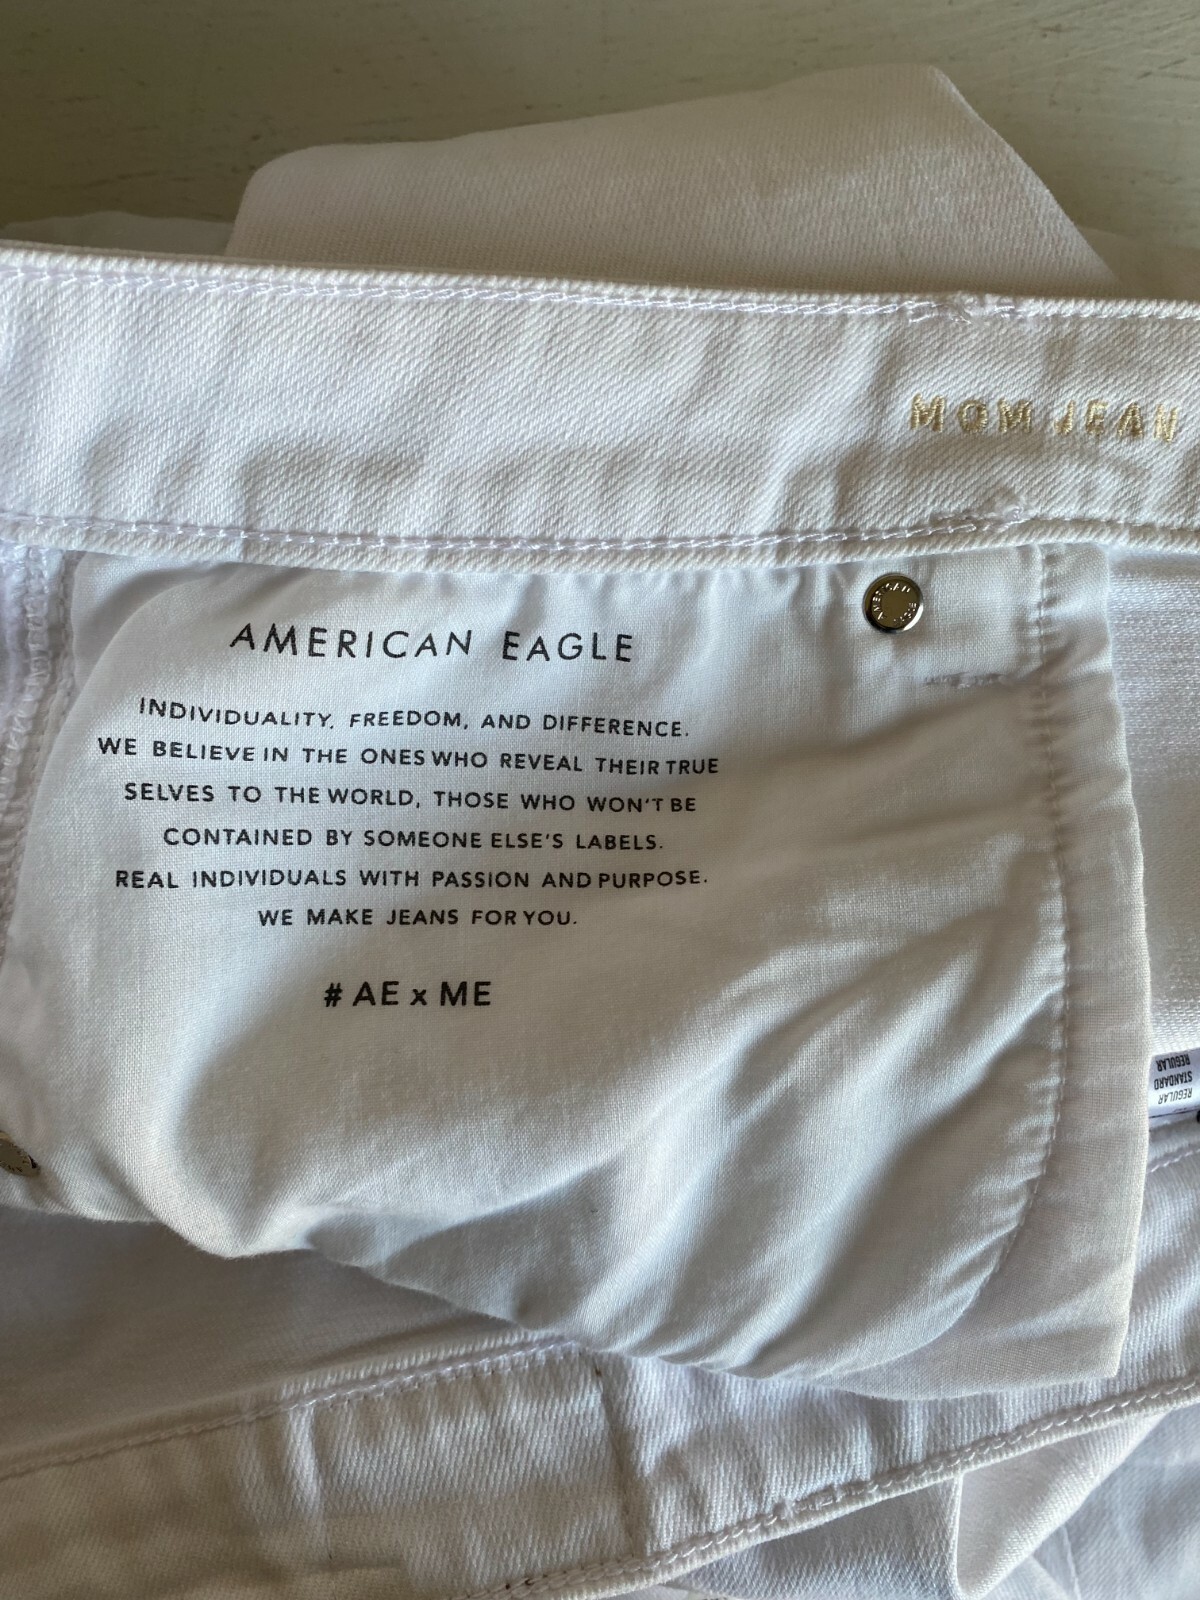 MOM JEAN
AMERICAN EAGLE
AMERICAN
INDIVIDUALITY, FREEDOM, AND DIFFERENCE.
WE BELIEVE IN THE ONES WHO REVEAL THEIR TRUE
SELVES TO THE WORLD, THOSE WHO WON'T BE
CONTAINED BY SOMEONE ELSE'S LABELS.
REAL INDIVIDUALS WITH PASSION AND PURPOSE.
WE MAKE JEANS FOR YOU.
# AE x ME
REGULAR
STANDARD
REGULAR